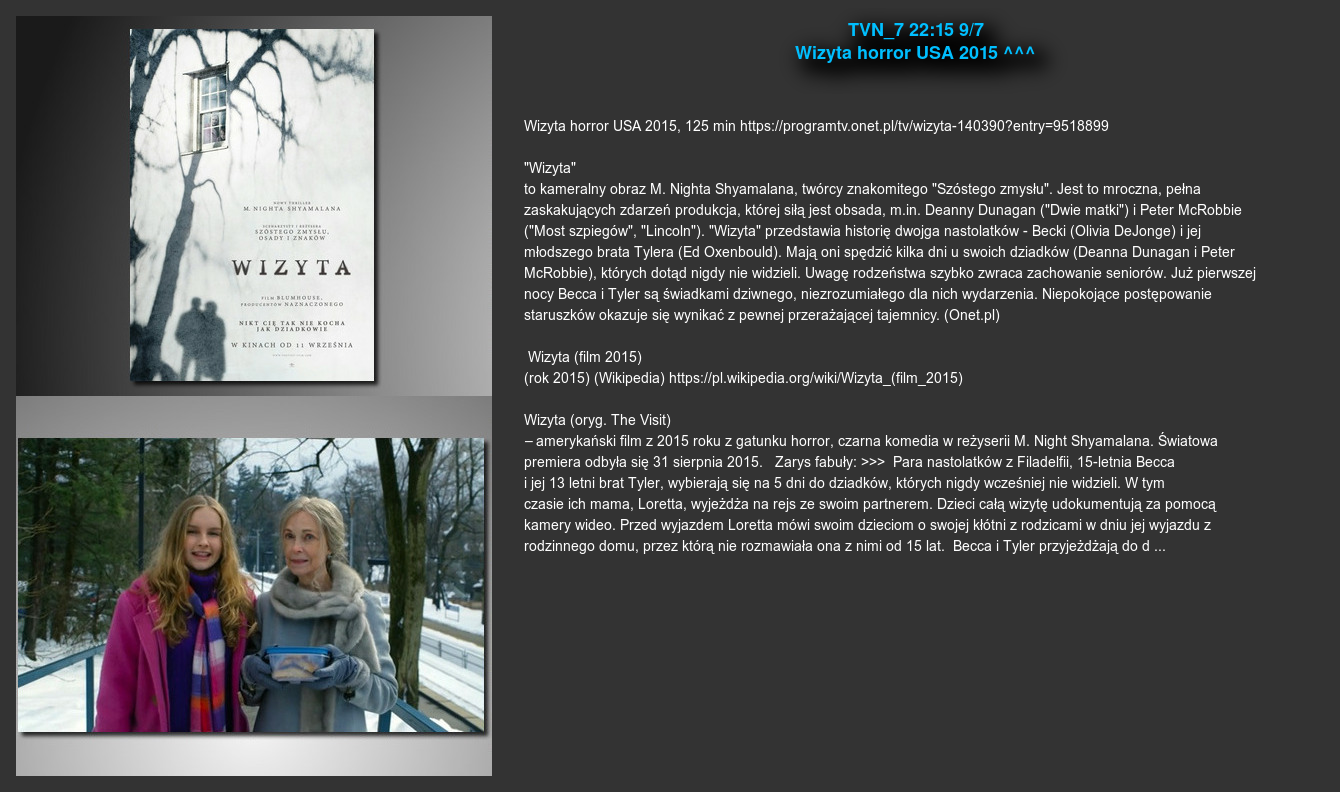 TVN_7 22:15 9/7
Wizyta horror USA 2015 ^^^
NOWY THRILLER
M. NIGHTA SHYAMALANA
SCENARZYSTY I REŻYSERA
SZÓSTEGO ZMYSŁU,
OSADY I ZNAKÓW
WIZYTA
FILM BLUMHOUSE,
PRODUCENTÓW NAZNACZONEGO
NIKT CIĘ TAK NIE KOCHA
JAK DZIADKOWIE
W KINACH OD 11 WRZEŚNIA
Wizyta horror USA 2015, 125 min https://programtv.onet.pl/tv/wizyta-140390?entry=9518899
"Wizyta"
to kameralny obraz M. Nighta Shyamalana, twórcy znakomitego "Szóstego zmysłu". Jest to mroczna, pełna
zaskakujących zdarzeń produkcja, której siłą jest obsada, m.in. Deanny Dunagan ("Dwie matki") i Peter McRobbie
("Most szpiegów", "Lincoln"). "Wizyta" przedstawia historię dwojga nastolatków - Becki (Olivia DeJonge) i jej
młodszego brata Tylera (Ed Oxenbould). Mają oni spędzić kilka dni u swoich dziadków (Deanna Dunagan i Peter
McRobbie), których dotąd nigdy nie widzieli. Uwagę rodzeństwa szybko zwraca zachowanie seniorów. Już pierwszej
nocy Becca i Tyler są świadkami dziwnego, niezrozumiałego dla nich wydarzenia. Niepokojące postępowanie
staruszków okazuje się wynikać z pewnej przerażającej tajemnicy. (Onet.pl)
Wizyta (film 2015)
(rok 2015) (Wikipedia) https://pl.wikipedia.org/wiki/Wizyta_(film_2015)
Wizyta (oryg. The Visit)
– amerykański film z 2015 roku z gatunku horror, czarna komedia w reżyserii M. Night Shyamalana. Światowa
premiera odbyła się 31 sierpnia 2015. Zarys fabuły: >>> Para nastolatków z Filadelfii, 15-letnia Becca
i jej 13 letni brat Tyler, wybierają się na 5 dni do dziadków, których nigdy wcześniej nie widzieli. W tym
czasie ich mama, Loretta, wyjeżdża na rejs ze swoim partnerem. Dzieci całą wizytę udokumentują za pomocą
kamery wideo. Przed wyjazdem Loretta mówi swoim dzieciom o swojej kłótni z rodzicami w dniu jej wyjazdu z
rodzinnego domu, przez którą nie rozmawiała ona z nimi od 15 lat. Becca i Tyler przyjeżdżają do d ...